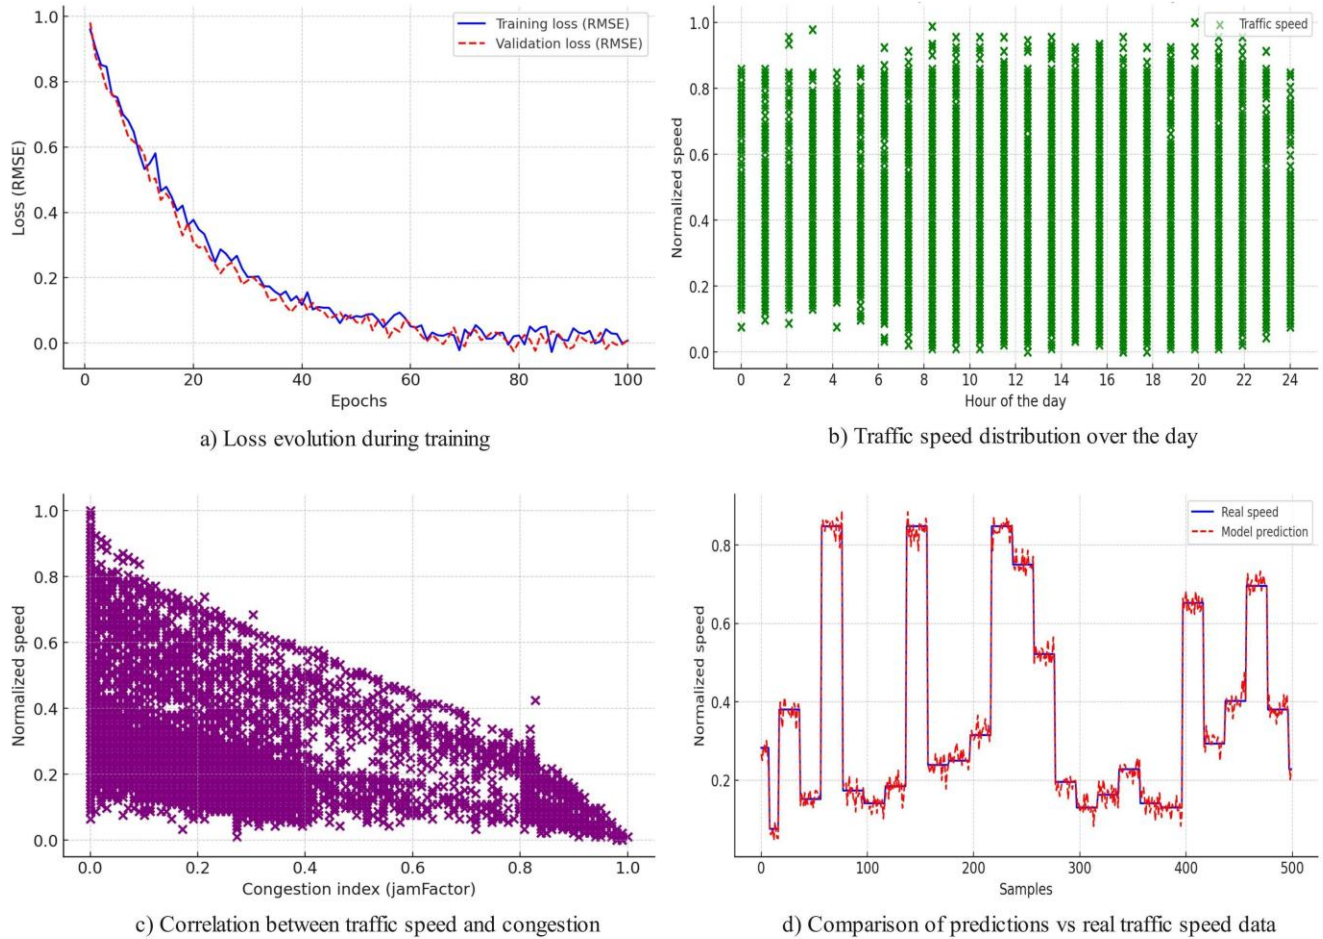 1.0
0.8
0.6
0.4
0.2
0.0
Loss (RMSE)
Training loss (RMSE)
Validation loss (RMSE)
0 20 40 60 80 100
Epochs
a) Loss evolution during training
1.0
0.8
0.6
0.4
0.2
0.0
Normalized speed
Traffic speed
0 2 4 6 8 10 12 14 16 18 20 22 24
Hour of the day
b) Traffic speed distribution over the day
1.0
0.8
0.6
0.4
0.2
0.0
Normalized speed
0.0 0.2 0.4 0.6 0.8 1.0
Congestion index (jamFactor)
c) Correlation between traffic speed and congestion
0.8
0.6
0.4
0.2
Normalized speed
Real speed
Model prediction
0 100 200 300 400 500
Samples
d) Comparison of predictions vs real traffic speed data